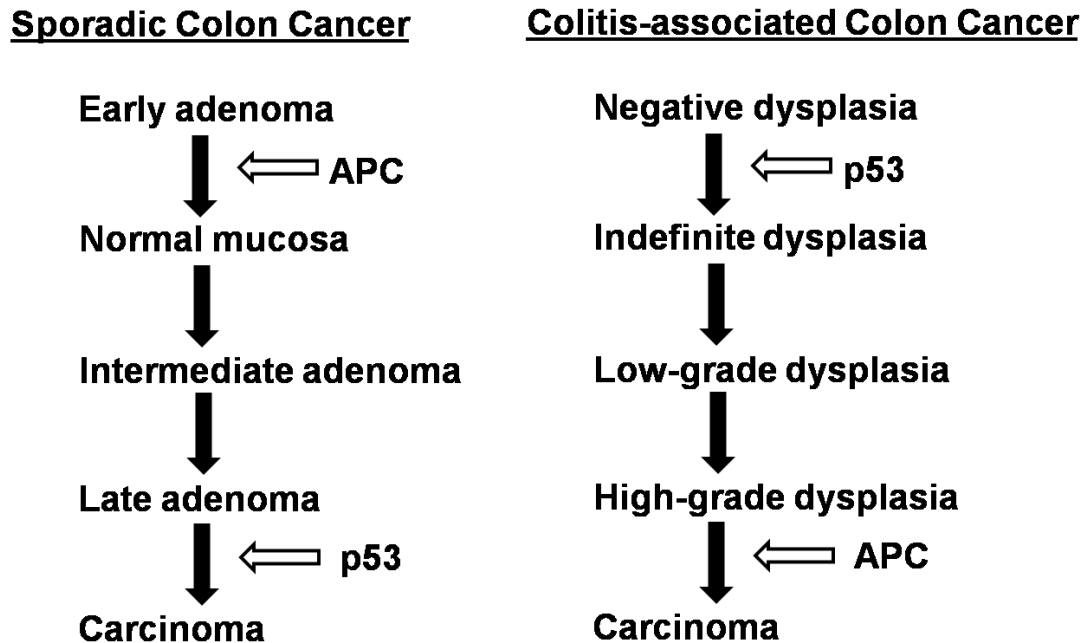 Sporadic Colon Cancer
Early adenoma
APC
Normal mucosa
Intermediate adenoma
Late adenoma
p53
Carcinoma
Colitis-associated Colon Cancer
Negative dysplasia
p53
Indefinite dysplasia
Low-grade dysplasia
High-grade dysplasia
APC
Carcinoma